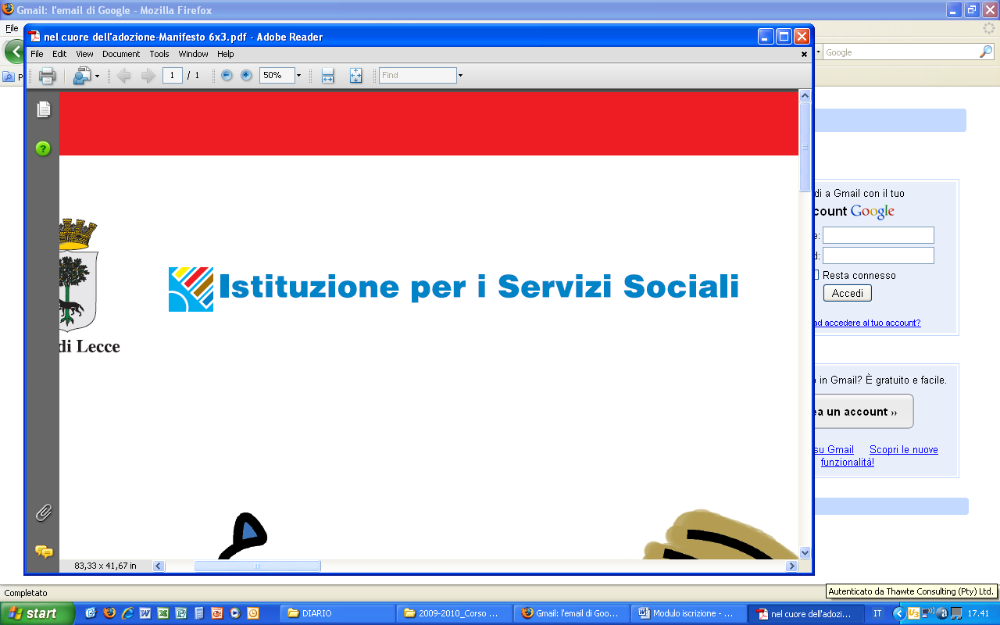 Gmail: l'email di Google - Mozilla Firefox
File
nel cuore dell'adozione-Manifesto 6x3.pdf - Adobe Reader
File Edit View Document Tools Window Help
1 / 1 50% Find
Google
P
di Lecce
Istituzione per i Servizi Sociali
di a Gmail con il tuo
count Google
e:
d:
Resta connesso
Accedi
ad accedere al tuo account?
o in Gmail? È gratuito e facile.
ea un account ››
su Gmail Scopri le nuove
funzionalità!
83,33 x 41,67 in
Completato
Autenticato da Thawte Consulting (Pty) Ltd.
start DIARIO 2009-2010_Corso ... Gmail: l'email di Goo... Modulo iscrizione - ... nel cuore dell'adozi... IT 17.41